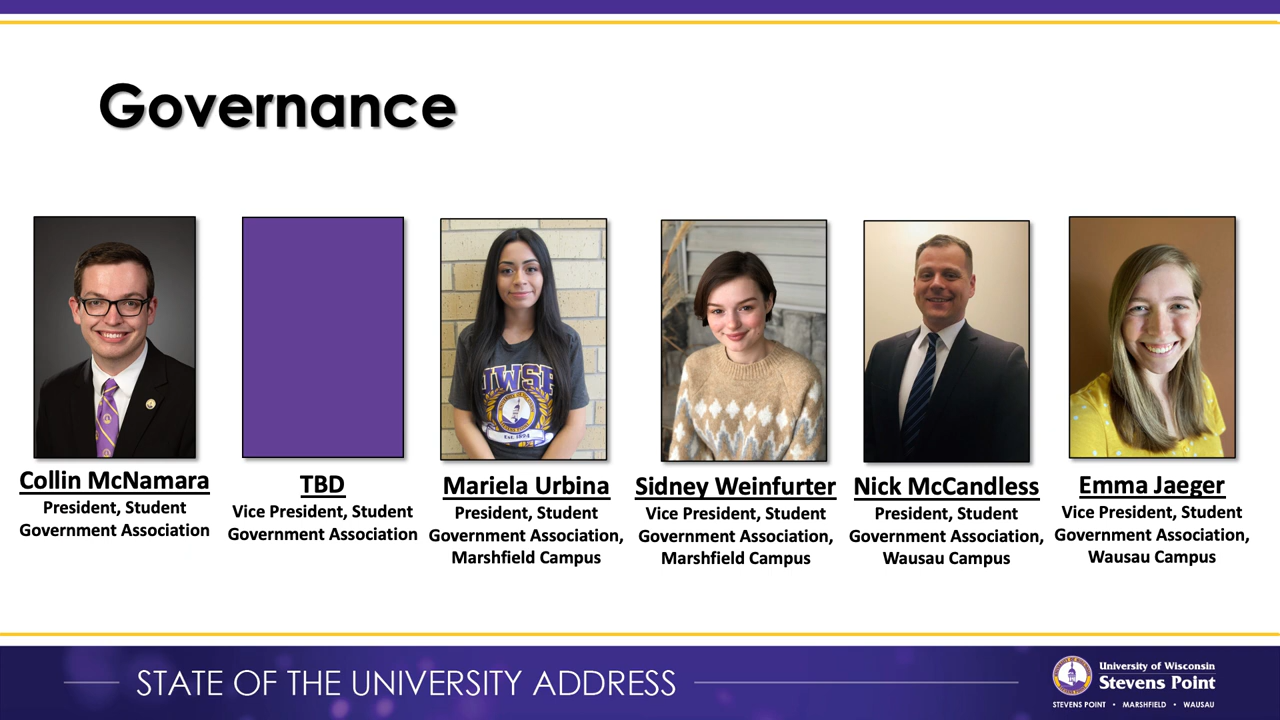 Governance
Collin McNamara
President, Student
Government Association
TBD
Vice President, Student
Government Association
Mariela Urbina
President, Student
Government Association,
Marshfield Campus
Sidney Weinfurter
Vice President, Student
Government Association,
Marshfield Campus
Nick McCandless
President, Student
Government Association,
Wausau Campus
Emma Jaeger
Vice President, Student
Government Association,
Wausau Campus
UWSP
Est. 1894
STATE OF THE UNIVERSITY ADDRESS
University of Wisconsin
Stevens Point
STEVENS POINT • MARSHFIELD • WAUSAU